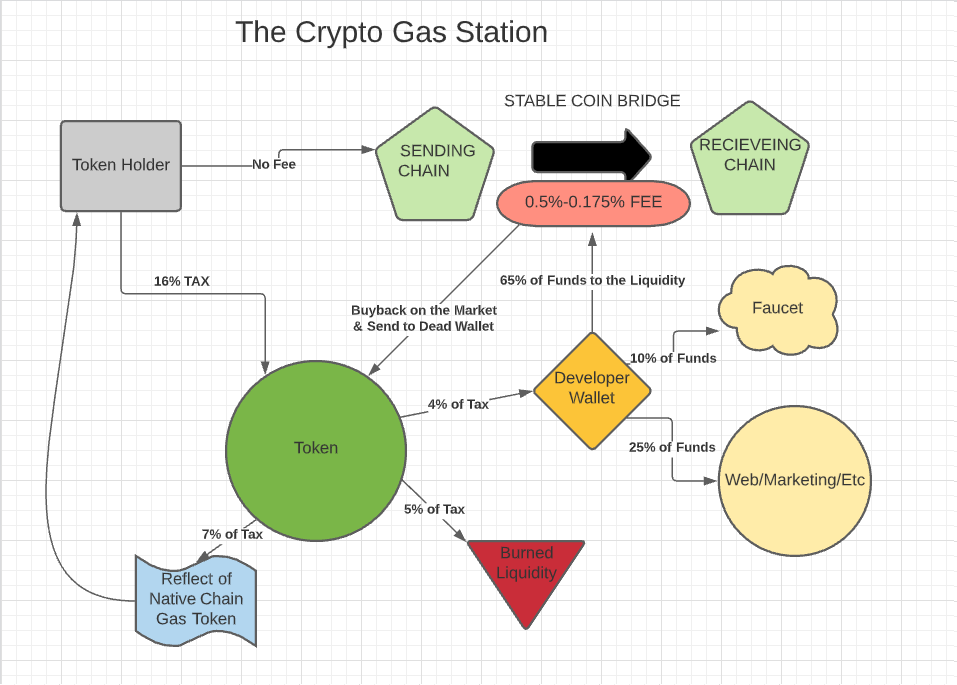 The Crypto Gas Station
STABLE COIN BRIDGE
Token Holder
No Fee
SENDING
CHAIN
RECIEVEING
CHAIN
0.5%-0.175% FEE
16% TAX
65% of Funds to the Liquidity
Buyback on the Market
& Send to Dead Wallet
Faucet
10% of Funds
Developer
Wallet
4% of Tax
Token
25% of Funds
Web/Marketing/Etc
5% of Tax
7% of Tax
Burned
Liquidity
Reflect of
Native Chain
Gas Token